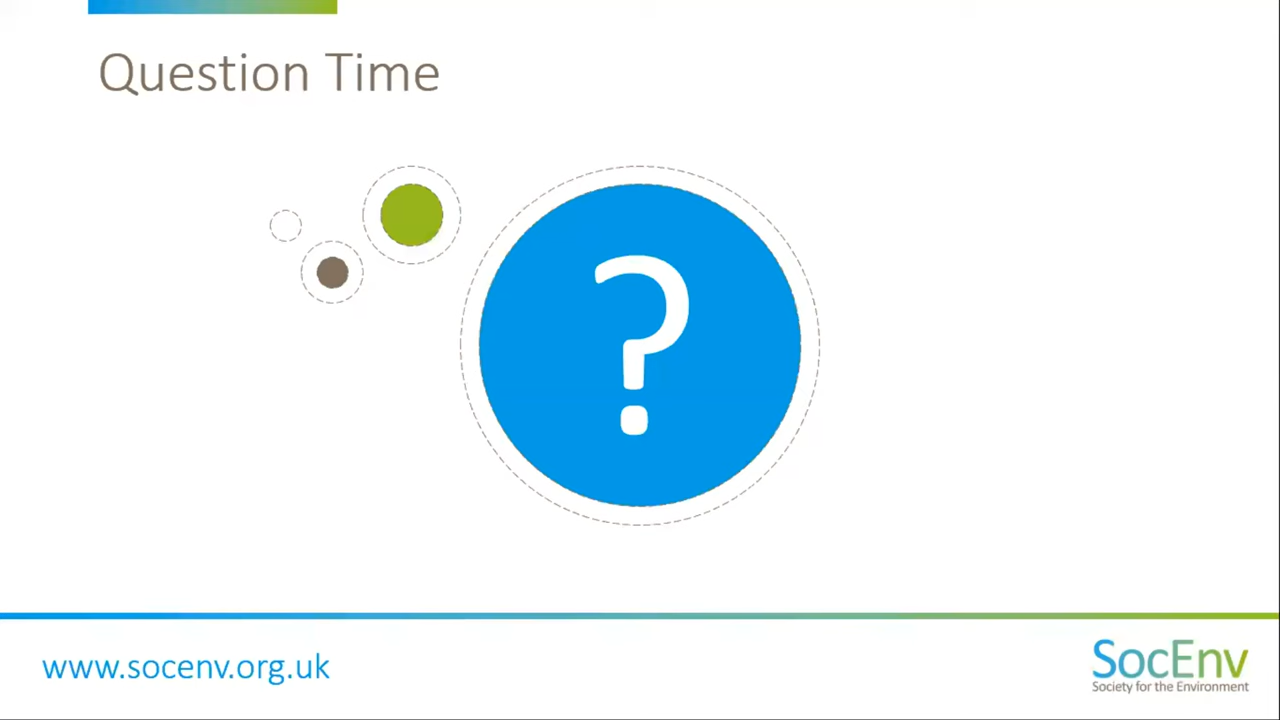 Question Time
?
www.socenv.org.uk
SocEnv
Society for the Environment